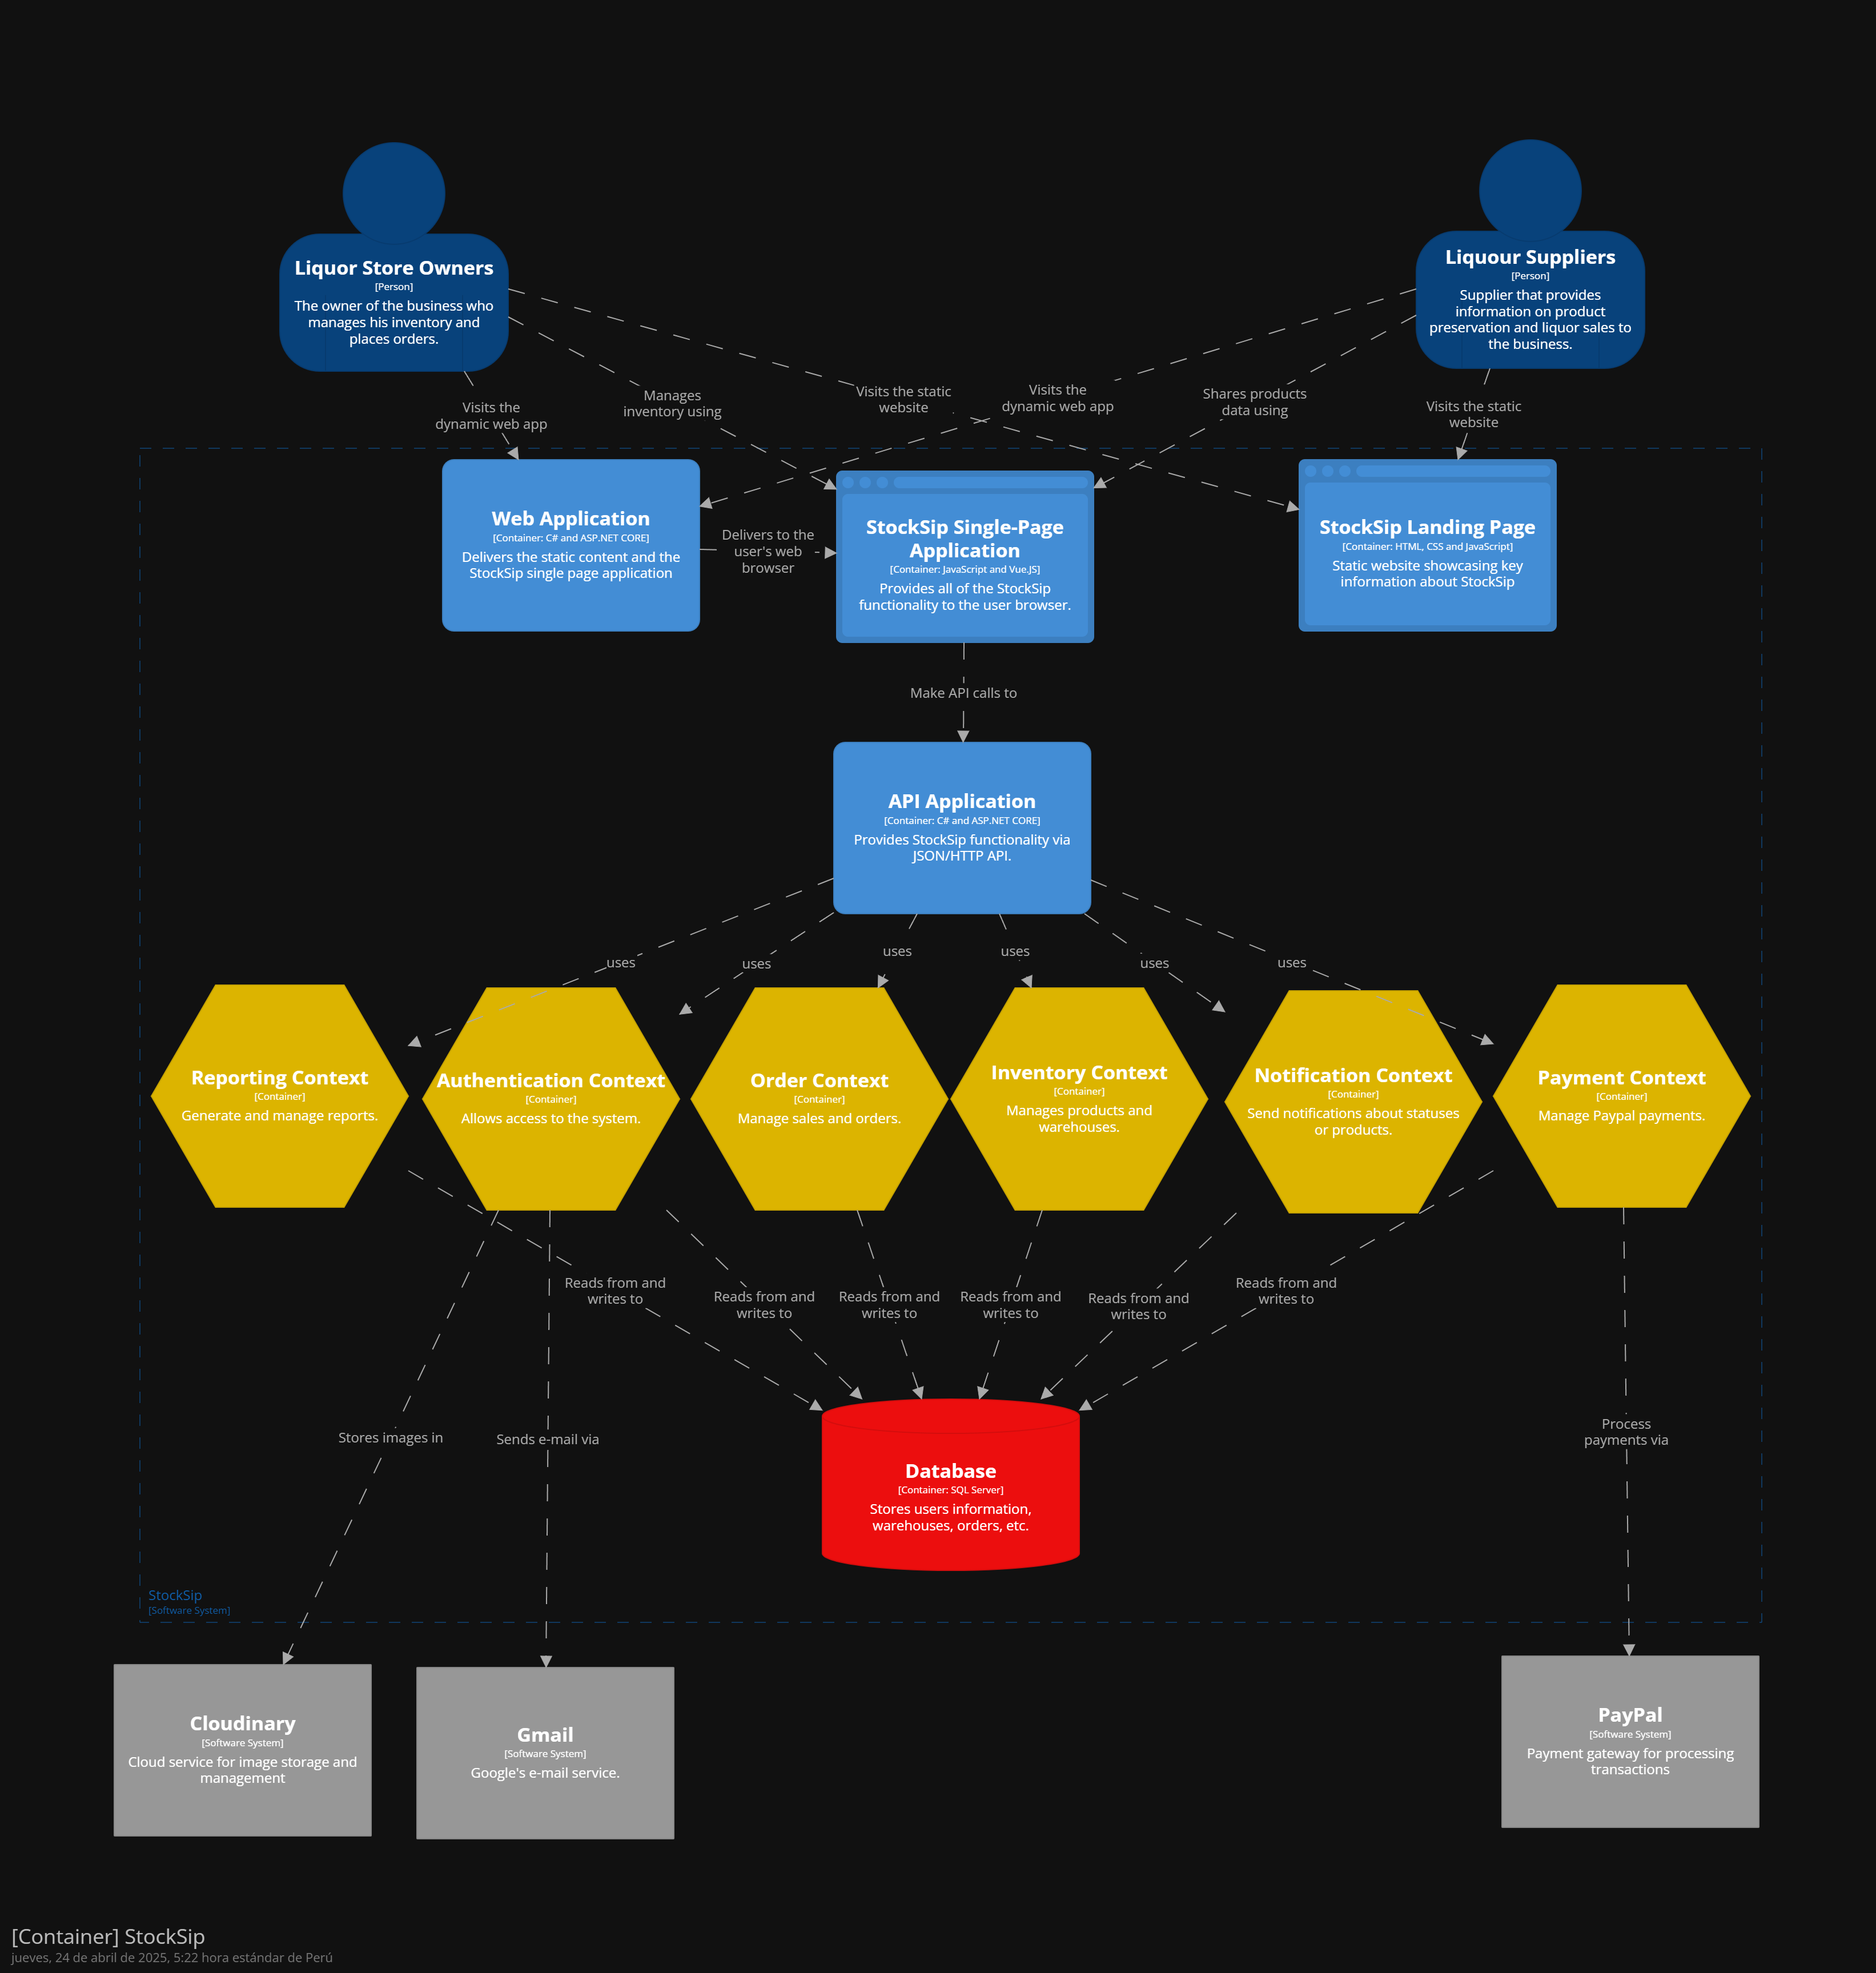 Liquor Store Owners
[Person]
The owner of the business who
manages his inventory and
places orders.
Liquour Suppliers
[Person]
Supplier that provides
information on product
preservation and liquor sales to
the business.
Visits the
dynamic web app
Manages
inventory using
Visits the static
website
Visits the
dynamic web app
Shares products
data using
Visits the static
website
Web Application
[Container: C# and ASP.NET CORE]
Delivers the static content and the
StockSip single page application
Delivers to the
user's web
browser
StockSip Single-Page
Application
[Container: JavaScript and Vue.JS]
Provides all of the StockSip
functionality to the user browser.
StockSip Landing Page
[Container: HTML, CSS and JavaScript]
Static website showcasing key
information about StockSip
Make API calls to
API Application
[Container: C# and ASP.NET CORE]
Provides StockSip functionality via
JSON/HTTP API.
uses
uses
uses
uses
uses
uses
Reporting Context
[Container]
Generate and manage reports.
Authentication Context
[Container]
Allows access to the system.
Order Context
[Container]
Manage sales and orders.
Inventory Context
[Container]
Manages products and
warehouses.
Notification Context
[Container]
Send notifications about statuses
or products.
Payment Context
[Container]
Manage Paypal payments.
Reads from and
writes to
Reads from and
writes to
Reads from and
writes to
Reads from and
writes to
Reads from and
writes to
Reads from and
writes to
Stores images in
Sends e-mail via
Process
payments via
Database
[Container: SQL Server]
Stores users information,
warehouses, orders, etc.
StockSip
[Software System]
Cloudinary
[Software System]
Cloud service for image storage and
management
Gmail
[Software System]
Google's e-mail service.
PayPal
[Software System]
Payment gateway for processing
transactions
[Container] StockSip
jueves, 24 de abril de 2025, 5:22 hora estándar de Perú